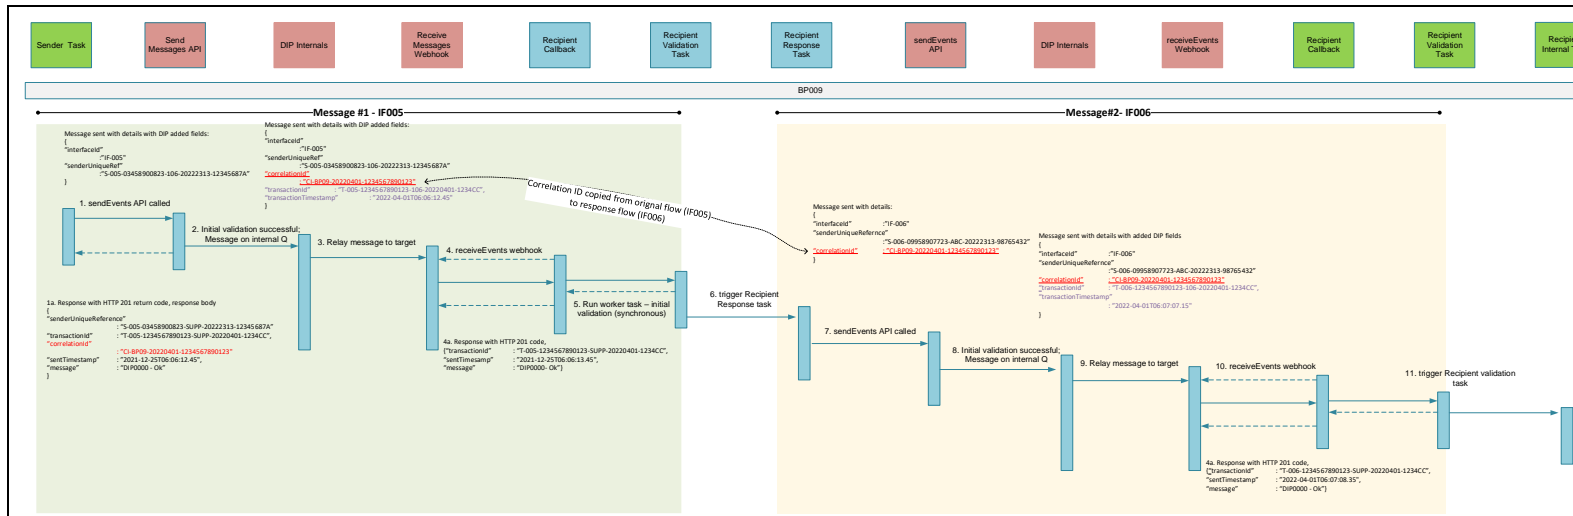 Sender Task
Send
Messages API
DIP Internals
Receive
Messages
Webhook
Recipient
Callback
Recipient
Validation
Task
Recipient
Response
Task
sendEvents
API
DIP Internals
receiveEvents
Webhook
Recipient
Callback
Recipient
Validation
Task
BP009
Message #1 - IF005
Message#2- IF006
Message sent with details with DIP added fields:
{
"interfaceId"
:"IF-005"
"senderUniqueRef"
:"S-005-03458900823-106-20222313-12345687A"
}
Message sent with details with DIP added fields:
{
"interfaceId"
:"IF-005"
"senderUniqueRef"
:"S-005-03458900823-106-20222313-12345687A"
"correlationId"
: "CI-BP09-20220401-1234567890123"
"transactionId" : "T-005-1234567890123-106-20220401-1234CC",
"transactionTimestamp" : "2022-04-01T06:06:12.45"
}
Correlation ID copied from orignal flow (IF005)
to response flow (IF006)
1. sendEvents API called
2. Initial validation successful;
Message on internal Q
3. Relay message to target
4. receiveEvents webhook
5. Run worker task – initial
validation (synchronous)
1a. Response with HTTP 201 return code, response body
{
"senderUniqueReference"
: "S-005-03458900823-SUPP-20222313-12345687A"
"transactionId" : "T-005-1234567890123-SUPP-20220401-1234CC",
"correlationId"
: "CI-BP09-20220401-1234567890123"
"sentTimestamp" : "2021-12-25T06:06:12.45",
"message" : "DIP0000 - Ok"
}
4a. Response with HTTP 201 code,
{"transactionId" : "T-005-1234567890123-SUPP-20220401-1234CC",
"sentTimesamp" : "2021-12-25T06:06:13.45",
"message" : "DIP0000 - Ok"}
6. trigger Recipient
Response task
Message sent with details:
{
"interfaceId" :"IF-006"
"senderUniqueRefernce"
:"S-006-09958907723-ABC-20222313-98765432"
"correlationId" : "CI-BP09-20220401-1234567890123"
}
Message sent with details with added DIP fields
{
"interfaceId" :"IF-006"
"senderUniqueRefernce"
:"S-006-09958907723-ABC-20222313-98765432"
"correlationId" : "CI-BP09-20220401-1234567890123"
"transactionId" : "T-006-1234567890123-106-20220401-1234CC",
"transactionTimestamp"
: "2022-04-01T06:07:07.15"
}
7. sendEvents API called
8. Initial validation successful;
Message on internal Q
9. Relay message to target
10. receiveEvents webhook
11. trigger Recipient validation
task
4a. Response with HTTP 201 code,
{"transactionId" : "T-006-1234567890123-SUPP-20220401-1234CC",
"sentTimestamp" : "2022-04-01T06:07:08.35",
"message" : "DIP0000 - Ok"}